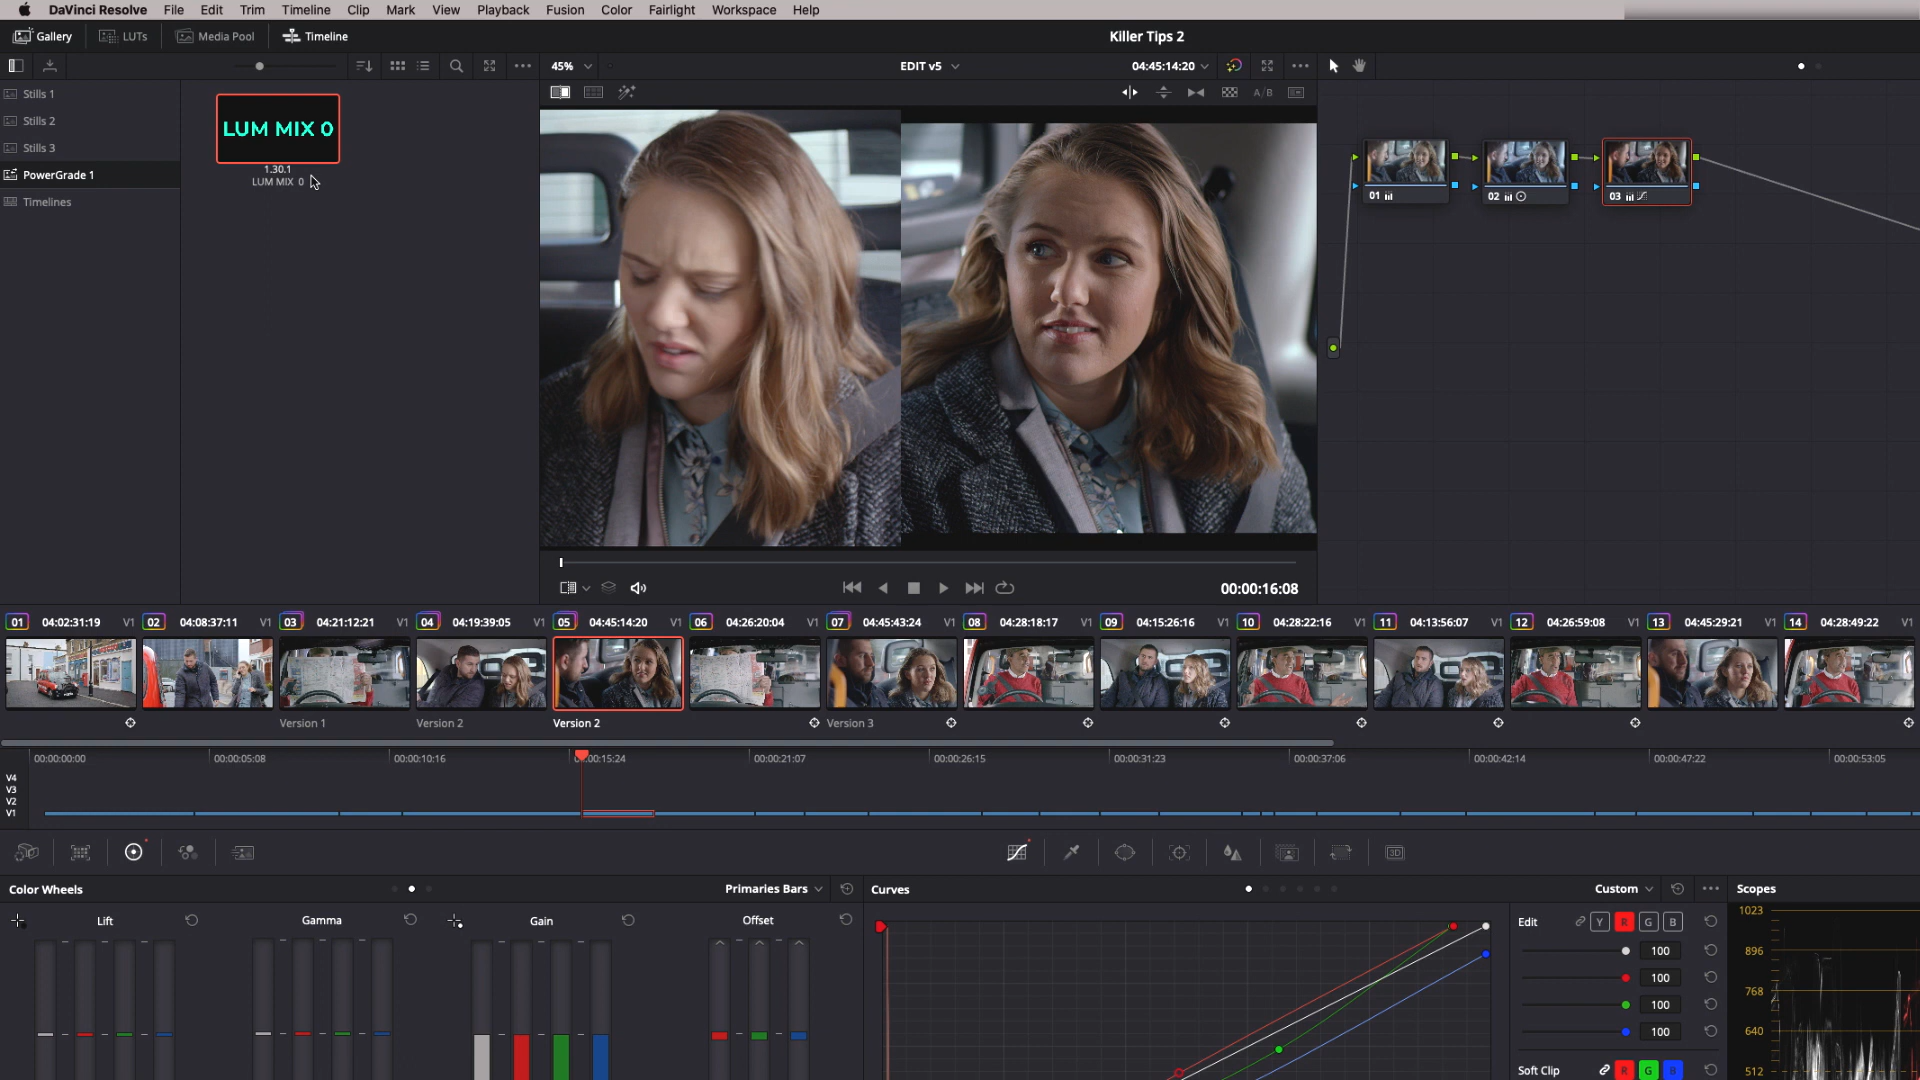 DaVinci Resolve File Edit Trim Timeline Clip Mark View Playback Fusion Color Fairlight Workspace Help
Gallery LUTs Media Pool Timeline Killer Tips 2
45% EDIT v5 04:45:14:20
A/B
Stills 1
Stills 2
Stills 3
PowerGrade 1
Timelines
LUM MIX 0
1.30.1
LUM MIX 0
01
02
03
00:00:16:08
01 04:02:31:19 V1 02 04:08:37:11 V1 03 04:21:12:21 V1 04 04:19:39:05 V1 05 04:45:14:20 V1 06 04:26:20:04 V1 07 04:45:43:24 V1 08 04:28:18:17 V1 09 04:15:26:16 V1 10 04:28:22:16 V1 11 04:13:56:07 V1 12 04:26:59:08 V1 13 04:45:29:21 V1 14 04:28:49:22 V1
Version 1 Version 2 Version 2 Version 3
00:00:00:00 00:00:05:08 00:00:10:16 00:00:15:24 00:00:21:07 00:00:26:15 00:00:31:23 00:00:37:06 00:00:42:14 00:00:47:22 00:00:53:05
V4
V3
V2
V1
3D
Color Wheels Primaries Bars Curves Custom Scopes
Lift Gamma Gain Offset
Edit Y R G B
100
100
100
100
Soft Clip R G B
1023
896
768
640
512